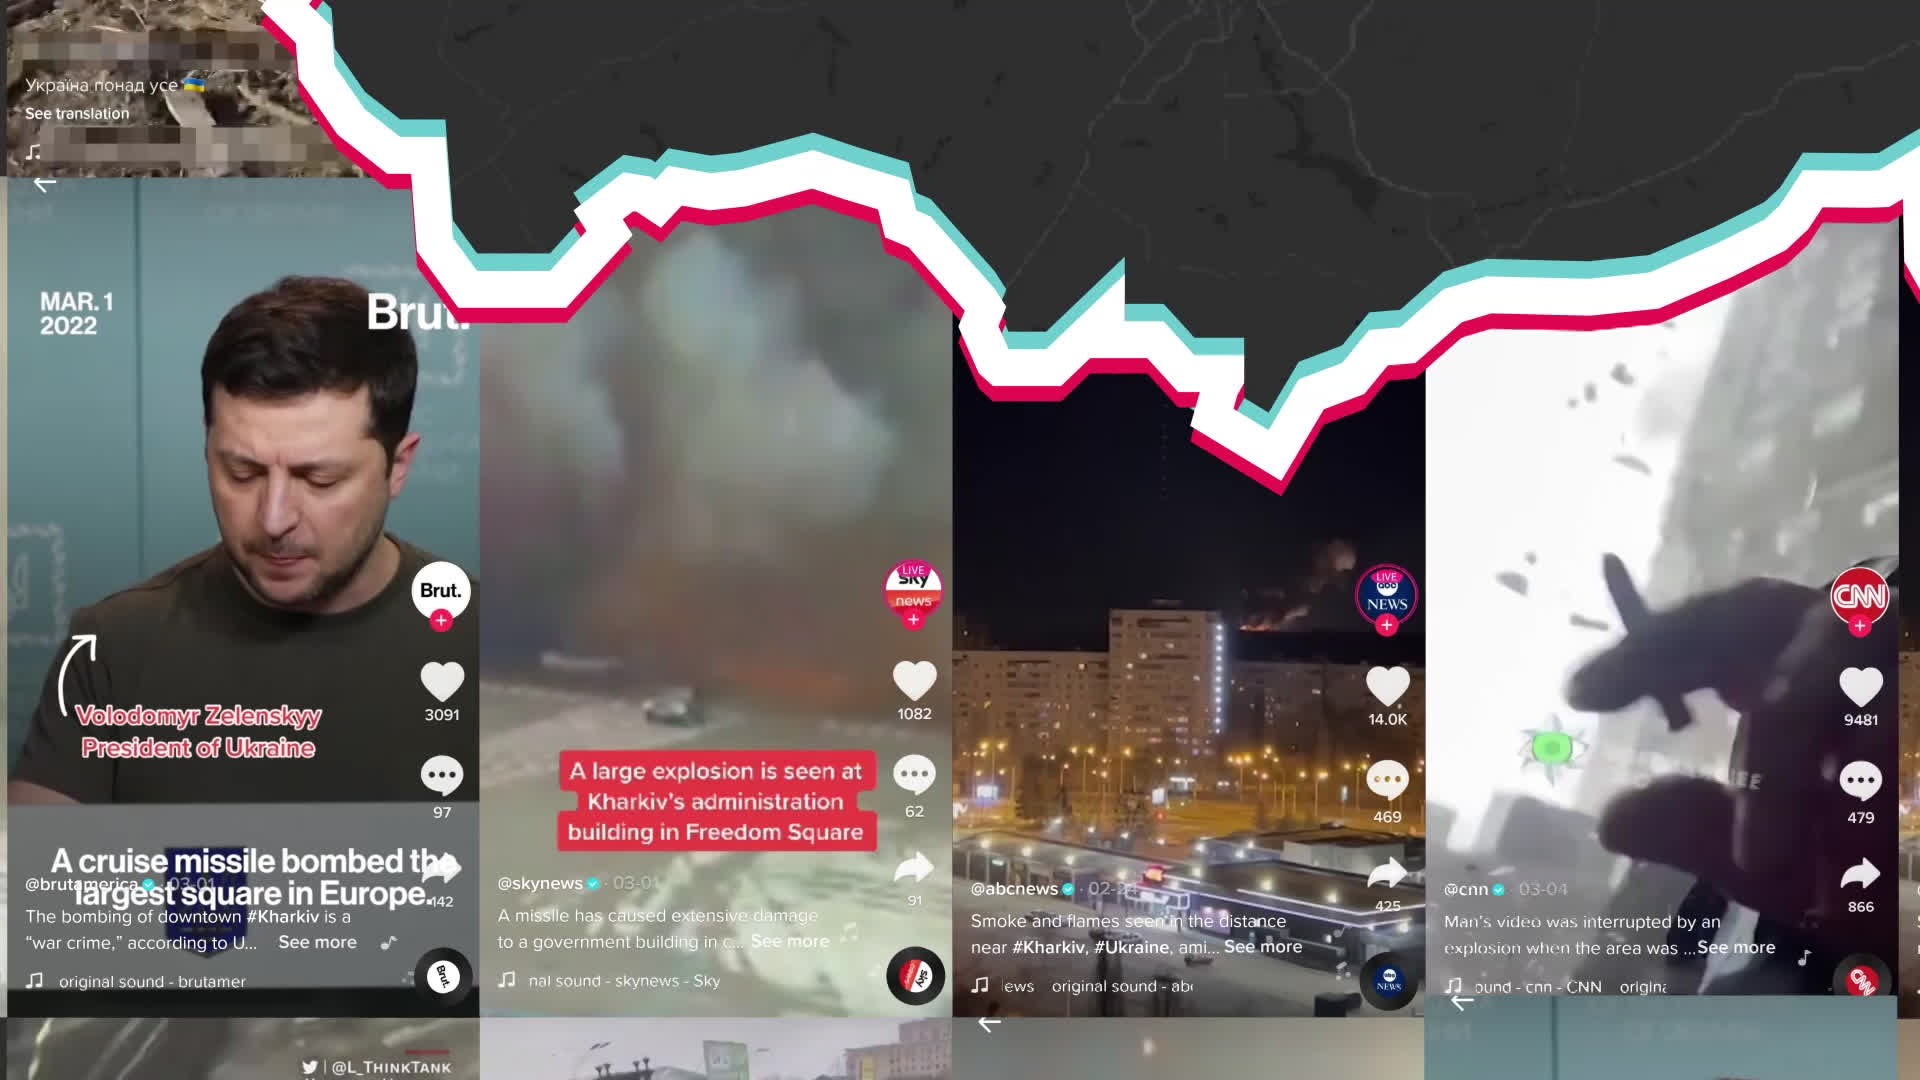 Україна понад усе
See translation
MAR. 1
2022
Brut.
Brut.
Volodomyr Zelenskyy
President of Ukraine
3091
97
A cruise missile bombed the
largest square in Europe.
142
@brutamerica · 03-01
The bombing of downtown #Kharkiv is a
“war crime,” according to U... See more
original sound - brutamer
Brut.
LIVE
sky
news
1082
A large explosion is seen at
Kharkiv's administration
building in Freedom Square
62
91
@skynews · 03-01
A missile has caused extensive damage
to a government building in c... See more
nal sound - skynews - Sky
sky
LIVE
abc
NEWS
14.0K
469
425
@abcnews · 02-24
Smoke and flames seen in the distance
near #Kharkiv, #Ukraine, ami... See more
ews original sound - abc
NEWS
CNN
9481
479
866
@cnn · 03-04
Man's video was interrupted by an
explosion when the area was ...See more
ound - cnn - CNN origina
CNN
| @L_THINKTANK